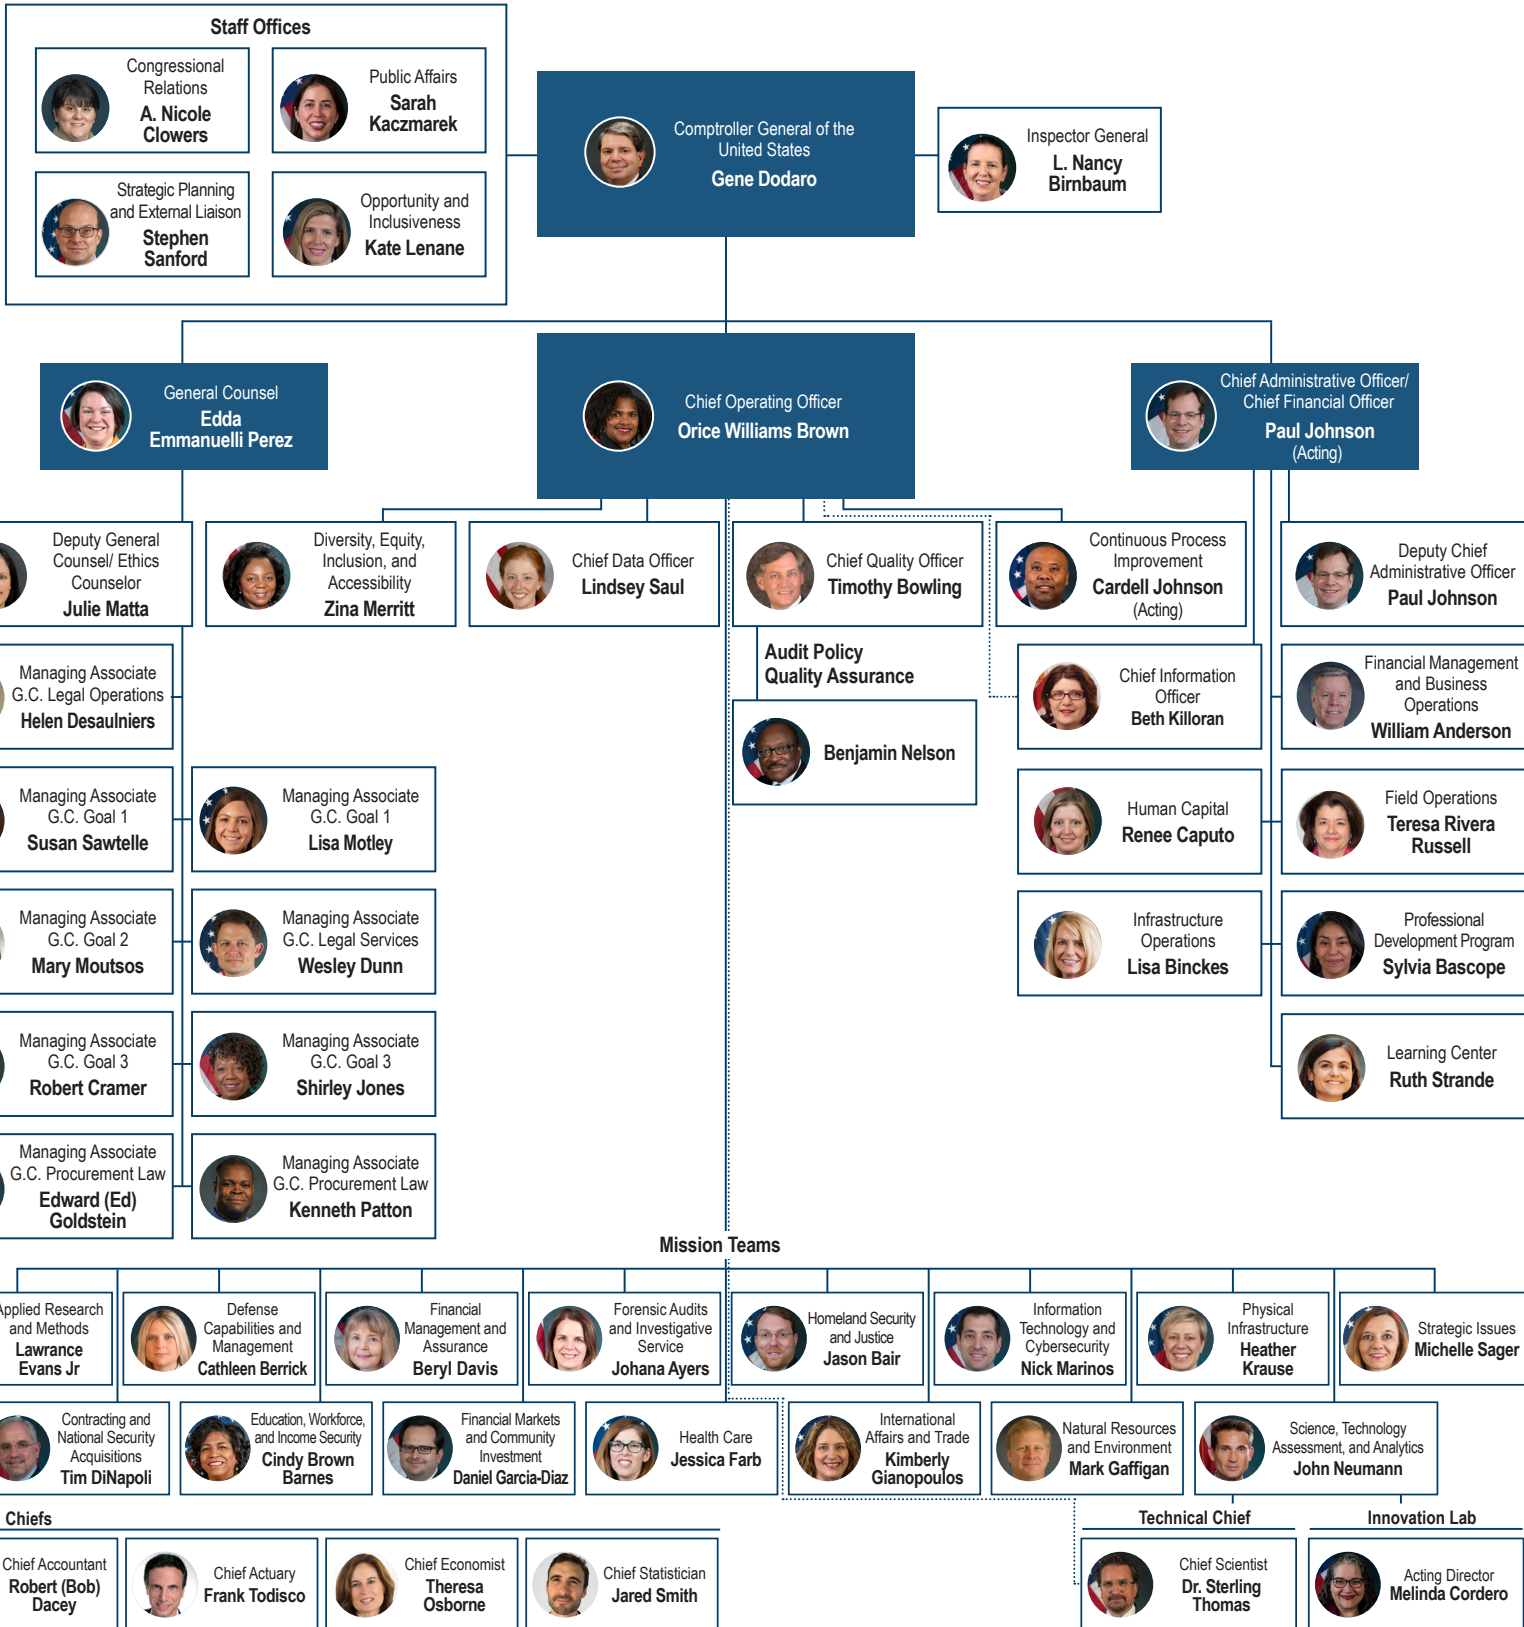 Staff Offices
Congressional
Relations
A. Nicole
Clowers
Public Affairs
Sarah
Kaczmarek
Strategic Planning
and External Liaison
Stephen
Sanford
Opportunity and
Inclusiveness
Kate Lenane
Comptroller General of the
United States
Gene Dodaro
Inspector General
L. Nancy
Birnbaum
General Counsel
Edda
Emmanuelli Perez
Chief Operating Officer
Orice Williams Brown
Chief Administrative Officer/
Chief Financial Officer
Paul Johnson
(Acting)
Deputy General
Counsel/ Ethics
Counselor
Julie Matta
Diversity, Equity,
Inclusion, and
Accessibility
Zina Merritt
Chief Data Officer
Lindsey Saul
Chief Quality Officer
Timothy Bowling
Continuous Process
Improvement
Cardell Johnson
(Acting)
Deputy Chief
Administrative Officer
Paul Johnson
Managing Associate
G.C. Legal Operations
Helen Desaulniers
Audit Policy
Quality Assurance
Benjamin Nelson
Chief Information
Officer
Beth Killoran
Financial Management
and Business
Operations
William Anderson
Managing Associate
G.C. Goal 1
Susan Sawtelle
Managing Associate
G.C. Goal 1
Lisa Motley
Human Capital
Renee Caputo
Field Operations
Teresa Rivera
Russell
Managing Associate
G.C. Goal 2
Mary Moutsos
Managing Associate
G.C. Legal Services
Wesley Dunn
Infrastructure
Operations
Lisa Binckes
Professional
Development Program
Sylvia Bascope
Managing Associate
G.C. Goal 3
Robert Cramer
Managing Associate
G.C. Goal 3
Shirley Jones
Learning Center
Ruth Strande
Managing Associate
G.C. Procurement Law
Edward (Ed)
Goldstein
Managing Associate
G.C. Procurement Law
Kenneth Patton
Mission Teams
Applied Research
and Methods
Lawrance
Evans Jr
Defense
Capabilities and
Management
Cathleen Berrick
Financial
Management and
Assurance
Beryl Davis
Forensic Audits
and Investigative
Service
Johana Ayers
Homeland Security
and Justice
Jason Bair
Information
Technology and
Cybersecurity
Nick Marinos
Physical
Infrastructure
Heather
Krause
Strategic Issues
Michelle Sager
Contracting and
National Security
Acquisitions
Tim DiNapoli
Education, Workforce,
and Income Security
Cindy Brown
Barnes
Financial Markets
and Community
Investment
Daniel Garcia-Diaz
Health Care
Jessica Farb
International
Affairs and Trade
Kimberly
Gianopoulos
Natural Resources
and Environment
Mark Gaffigan
Science, Technology
Assessment, and Analytics
John Neumann
Chiefs
Technical Chief
Innovation Lab
Chief Accountant
Robert (Bob)
Dacey
Chief Actuary
Frank Todisco
Chief Economist
Theresa
Osborne
Chief Statistician
Jared Smith
Chief Scientist
Dr. Sterling
Thomas
Acting Director
Melinda Cordero